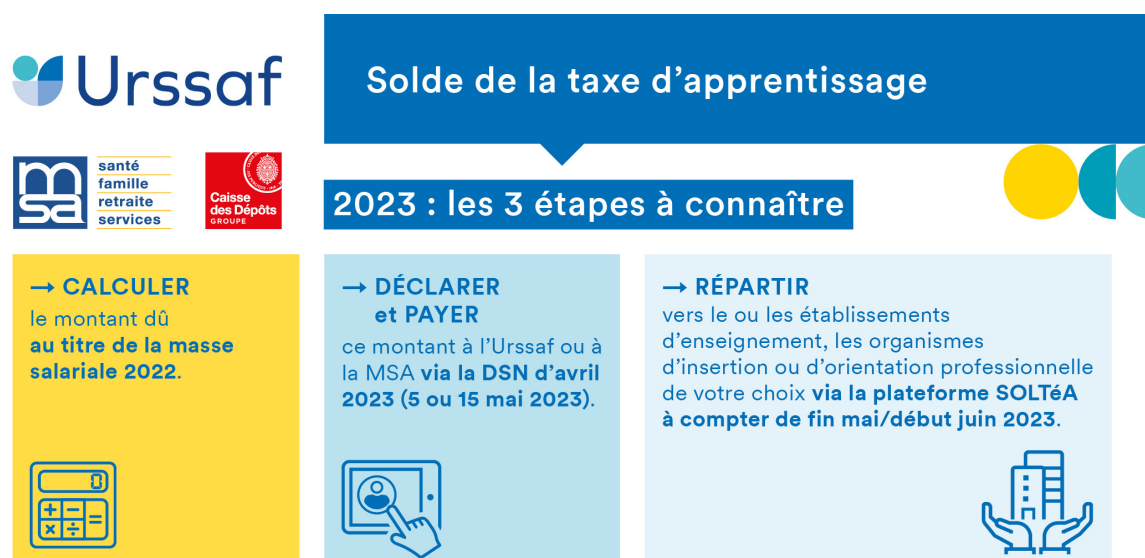 Urssaf
Solde de la taxe d’apprentissage
msa
santé
famille
retraite
services
Caisse
des Dépôts
GROUPE
2023 : les 3 étapes à connaître
→ CALCULER
le montant dû
au titre de la masse
salariale 2022.
→ DÉCLARER
et PAYER
ce montant à l’Urssaf ou à
la MSA via la DSN d’avril
2023 (5 ou 15 mai 2023).
→ RÉPARTIR
vers le ou les établissements
d’enseignement, les organismes
d’insertion ou d’orientation professionnelle
de votre choix via la plateforme SOLTéA
à compter de fin mai/début juin 2023.
0
+ −
× ÷ =